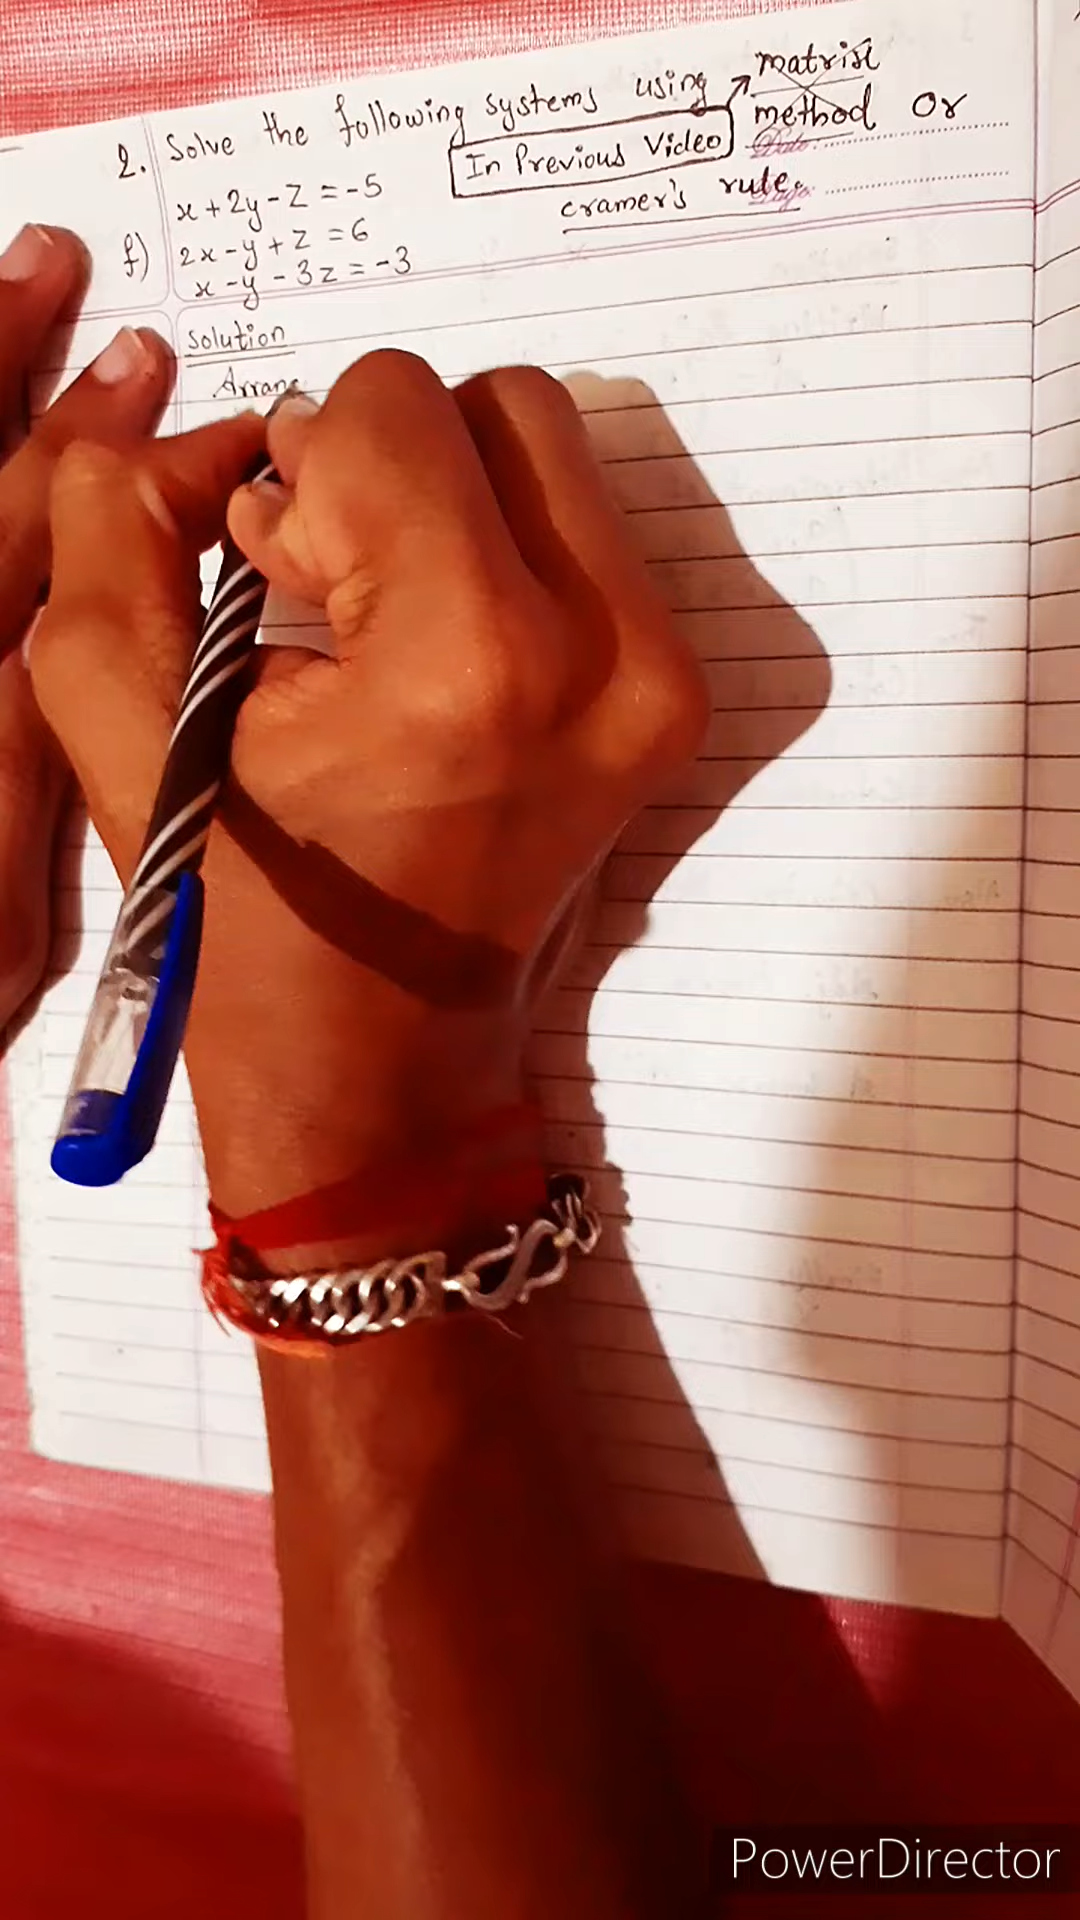 2. Solve the following systems using ↗ matrix
In Previous Video method or
cramer's rule.
x + 2y - z = -5
f) 2x - y + z = 6
x - y - 3z = -3
Solution
Arrang
PowerDirector